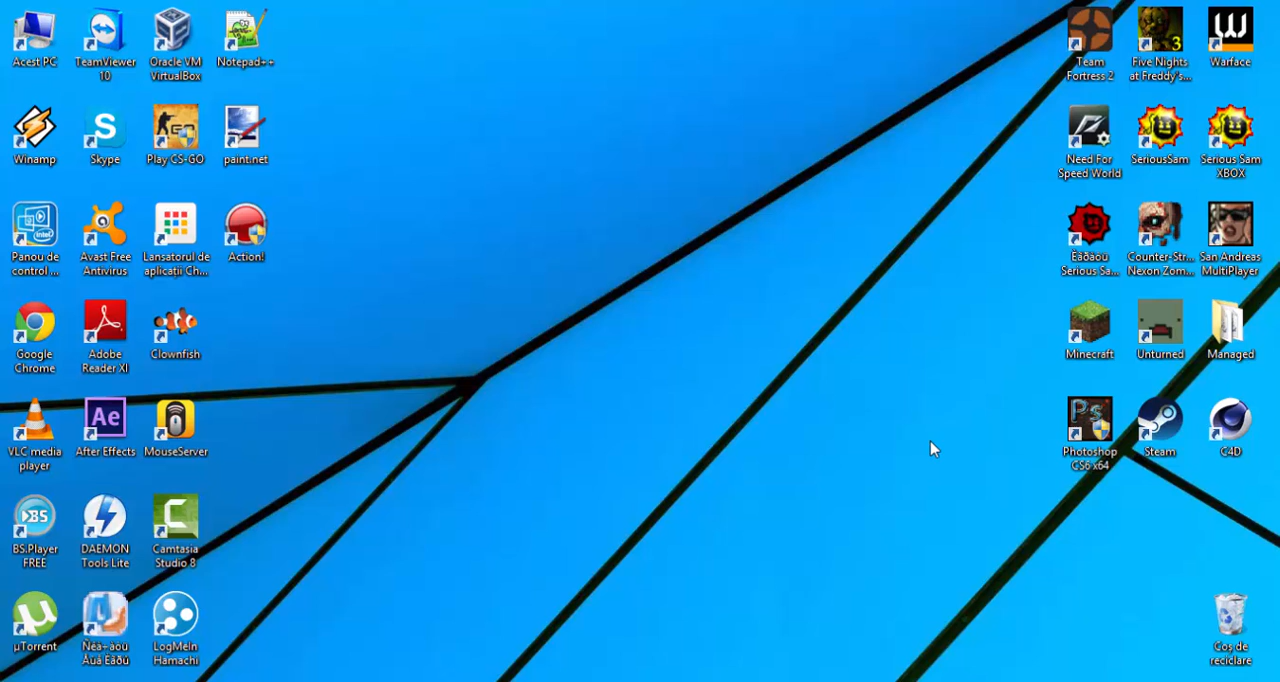 Acest PC
TeamViewer
10
Oracle VM
VirtualBox
Notepad++
Winamp
Skype
Play CS-GO
paint.net
Panou de
control ...
Avast Free
Antivirus
Lansatorul de
aplicații Ch...
Action!
Google
Chrome
Adobe
Reader XI
Clownfish
VLC media
player
After Effects
MouseServer
BS.Player
FREE
DAEMON
Tools Lite
Camtasia
Studio 8
µTorrent
LogMeIn
Hamachi
Team
Fortress 2
Five Nights
at Freddy's...
Warface
Need For
Speed World
SeriousSam
Serious Sam
XBOX
Êàðàòü
Serious Sa...
Counter-Str...
Nexon Zom...
San Andreas
MultiPlayer
Minecraft
Unturned
Managed
Photoshop
CS6 x64
Steam
C4D
Coș de
reciclare